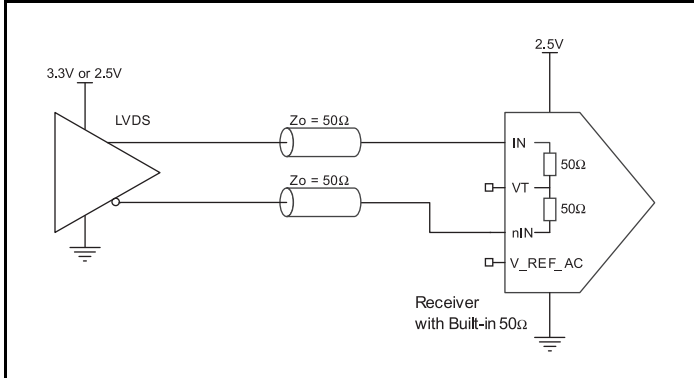 2.5V
3.3V or 2.5V
LVDS
Zo = 50Ω
IN
50Ω
Zo = 50Ω
VT
50Ω
nIN
V_REF_AC
Receiver
with Built-in 50Ω